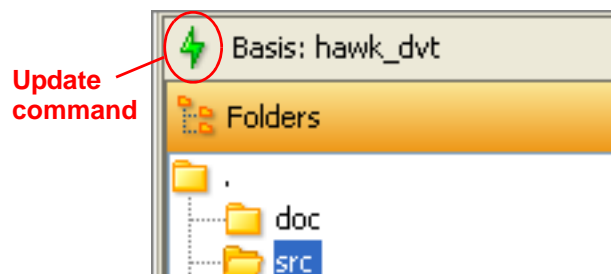 Basis: hawk_dvt
Update
command
Folders
.
doc
src